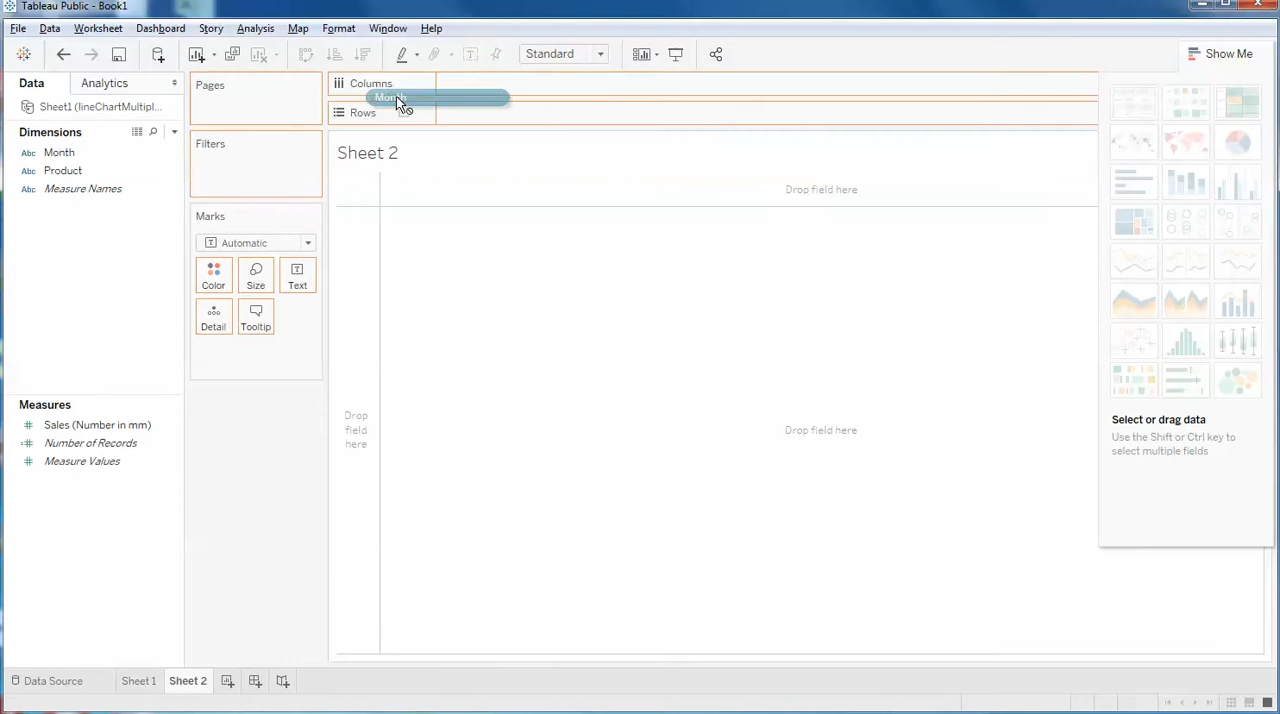 Tableau Public - Book1
File Data Worksheet Dashboard Story Analysis Map Format Window Help
Standard
Show Me
Data Analytics
Sheet1 (lineChartMultipl...
Dimensions
Abc Month
Abc Product
Abc Measure Names
Measures
# Sales (Number in mm)
# Number of Records
# Measure Values
Pages
Filters
Marks
Automatic
Color Size Text
Detail Tooltip
Columns
Month
Rows
Sheet 2
Drop field here
Drop
field
here
Drop field here
Select or drag data
Use the Shift or Ctrl key to
select multiple fields
Data Source Sheet 1 Sheet 2